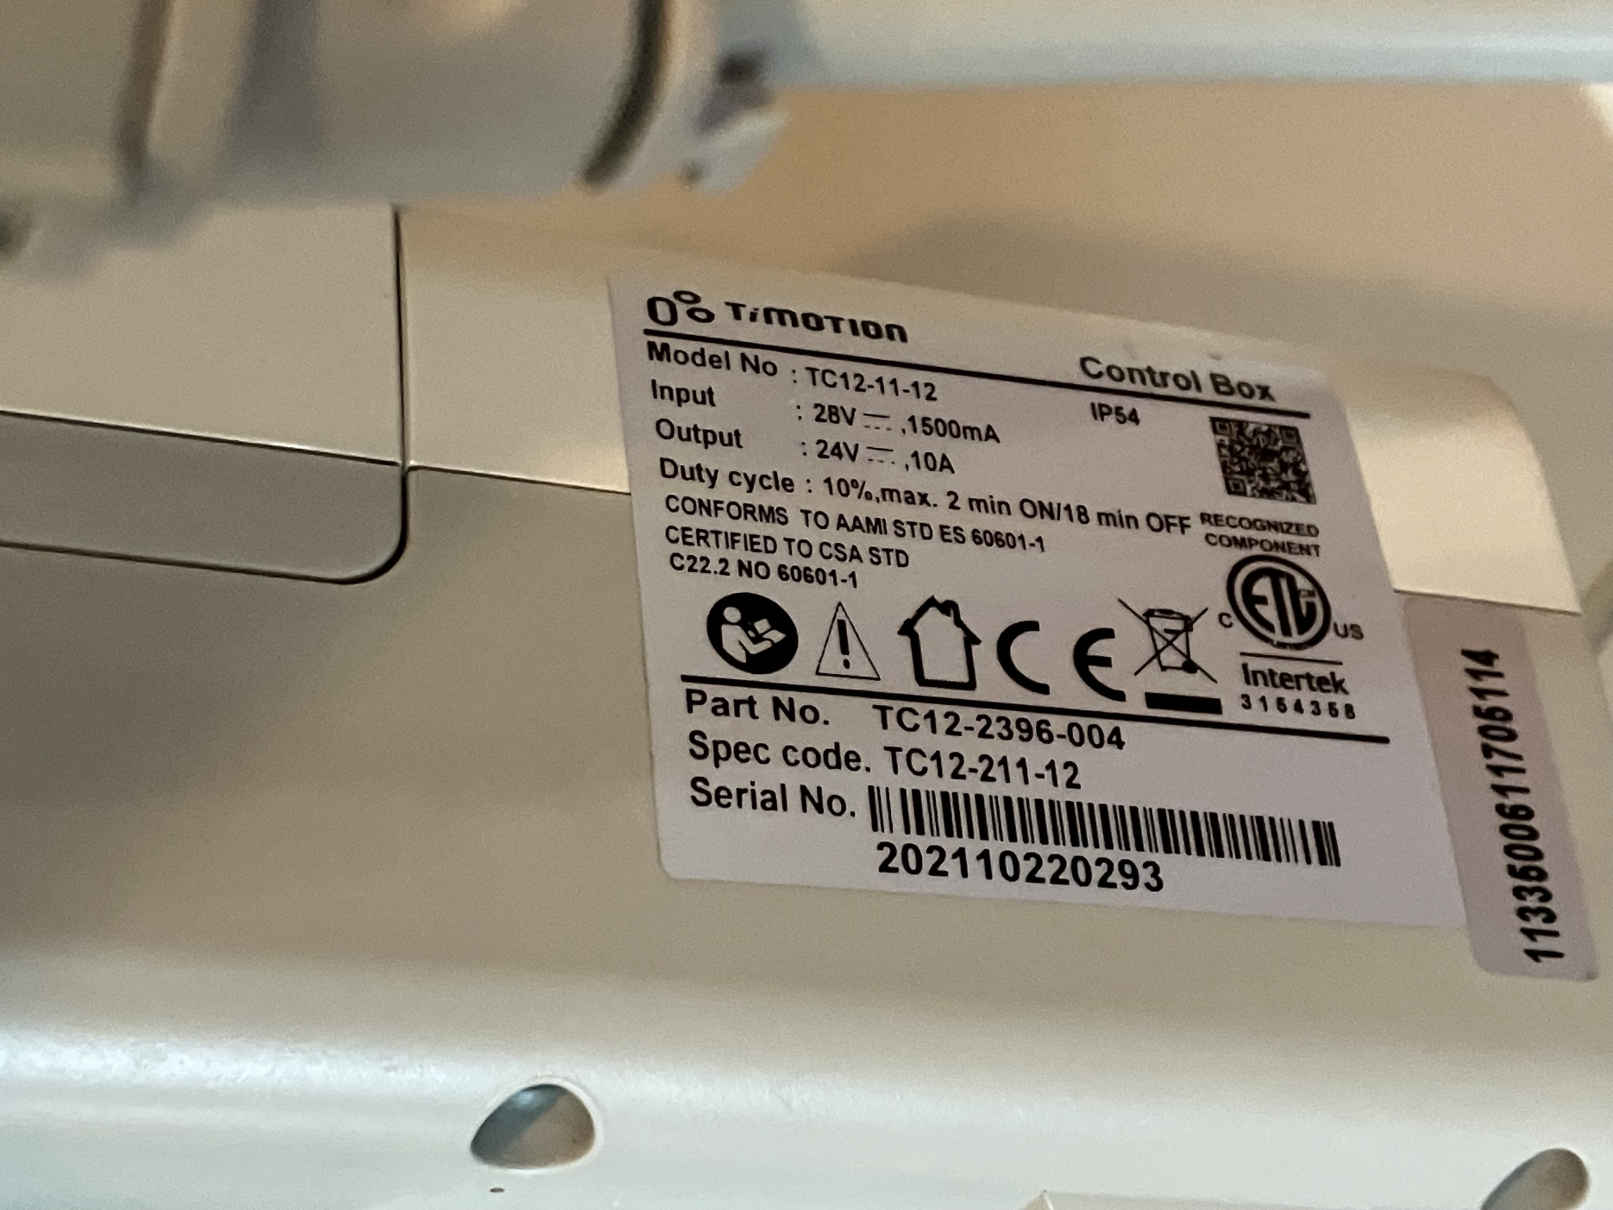 TiMOTION
Control Box
Model No : TC12-11-12
IP54
Input : 28V ⎓ ,1500mA
Output : 24V ⎓ ,10A
Duty cycle : 10%,max. 2 min ON/18 min OFF
CONFORMS TO AAMI STD ES 60601-1
CERTIFIED TO CSA STD
C22.2 NO 60601-1
RECOGNIZED
COMPONENT
C ETL US
Intertek
3154358
CE
Part No. TC12-2396-004
Spec code. TC12-211-12
Serial No.
202110220293
1133500611705114